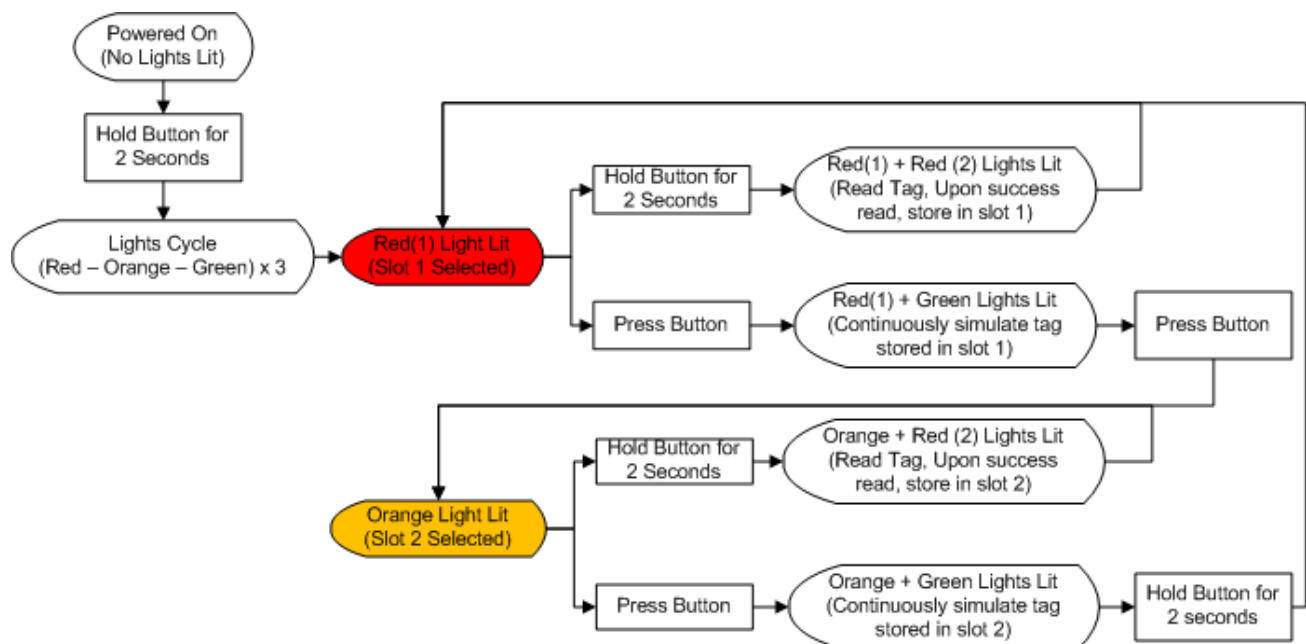 Powered On
(No Lights Lit)
Hold Button for
2 Seconds
Lights Cycle
(Red – Orange – Green) x 3
Red(1) Light Lit
(Slot 1 Selected)
Hold Button for
2 Seconds
Red(1) + Red (2) Lights Lit
(Read Tag, Upon success
read, store in slot 1)
Press Button
Red(1) + Green Lights Lit
(Continuously simulate tag
stored in slot 1)
Press Button
Orange Light Lit
(Slot 2 Selected)
Hold Button for
2 Seconds
Orange + Red (2) Lights Lit
(Read Tag, Upon success
read, store in slot 2)
Press Button
Orange + Green Lights Lit
(Continuously simulate tag
stored in slot 2)
Hold Button for
2 seconds